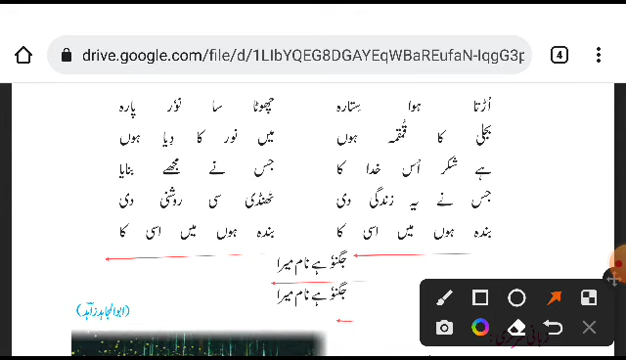 drive.google.com/file/d/1LIbYQEG8DGAYEqWBaREufaN-IqgG3p
4
اُڑتا ہوا سِتارہ چھوٹا سا نوٗر پارہ
بجلی کا قُمقمہ ہوں میں نور کا دِیا ہوں
ہے شکر اُس خدا کا جس نے مجھے بنایا
جس نے یہ زندگی دی ٹھنڈی سی روشنی دی
بندہ ہوں میں اسی کا بندہ ہوں میں اسی کا
جگنوٗ ہے نام میرا
جگنوٗ ہے نام میرا
(ابوالمجاہد زاہد)